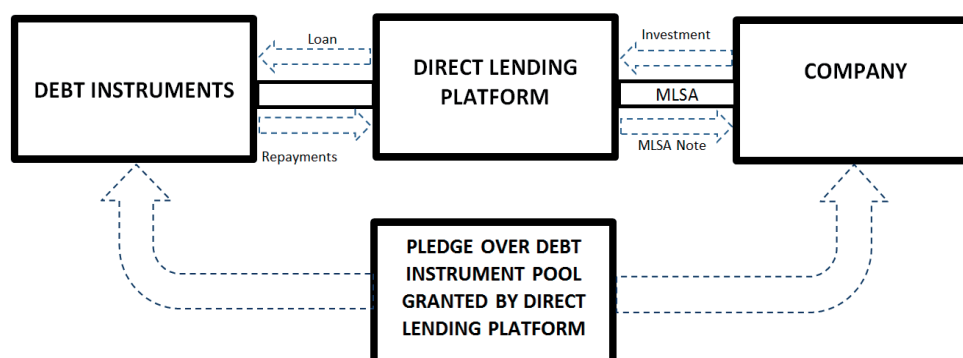 Loan
Investment
DEBT INSTRUMENTS
DIRECT LENDING
PLATFORM
COMPANY
MLSA
Repayments
MLSA Note
PLEDGE OVER DEBT
INSTRUMENT POOL
GRANTED BY DIRECT
LENDING PLATFORM